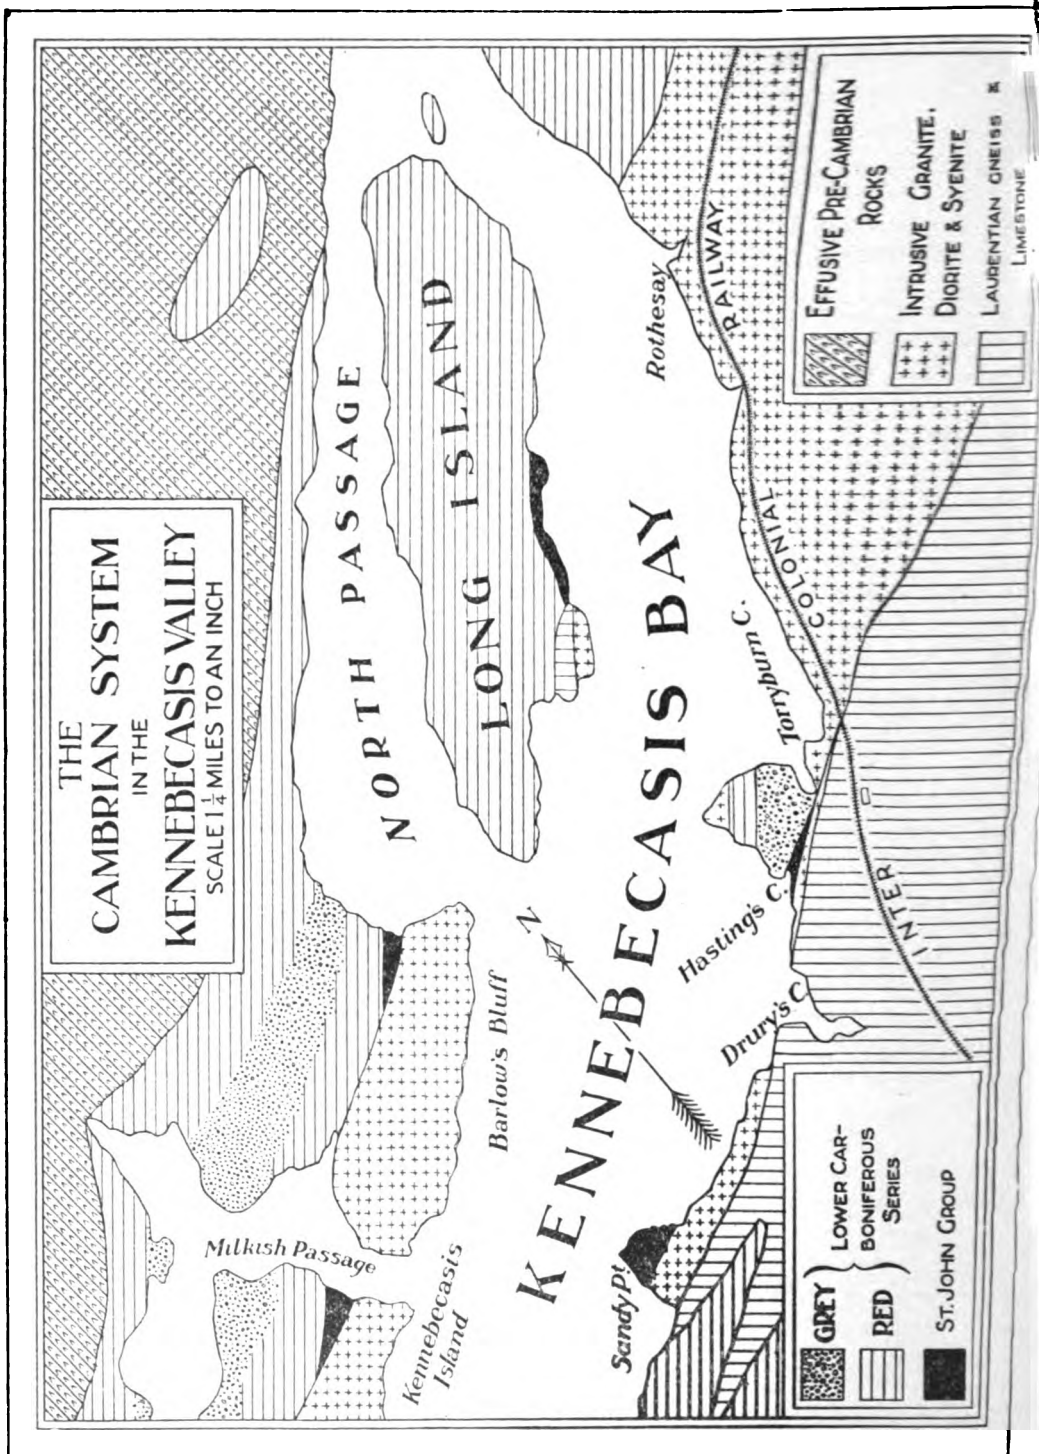 THE
CAMBRIAN SYSTEM
IN THE
KENNEBECASIS VALLEY
SCALE 1¼ MILES TO AN INCH
NORTH PASSAGE
LONG ISLAND
KENNEBECASIS BAY
Rothesay
Torryburn C.
Hasting's C.
Drury's C.
Barlow's Bluff
N
Milkish Passage
Kennebecasis
Island
Sandy Pt.
INTER COLONIAL RAILWAY
GREY
RED
LOWER CAR-
BONIFEROUS
SERIES
ST. JOHN GROUP
EFFUSIVE PRE-CAMBRIAN
ROCKS
INTRUSIVE GRANITE,
DIORITE & SYENITE
LAURENTIAN GNEISS &
LIMESTONE